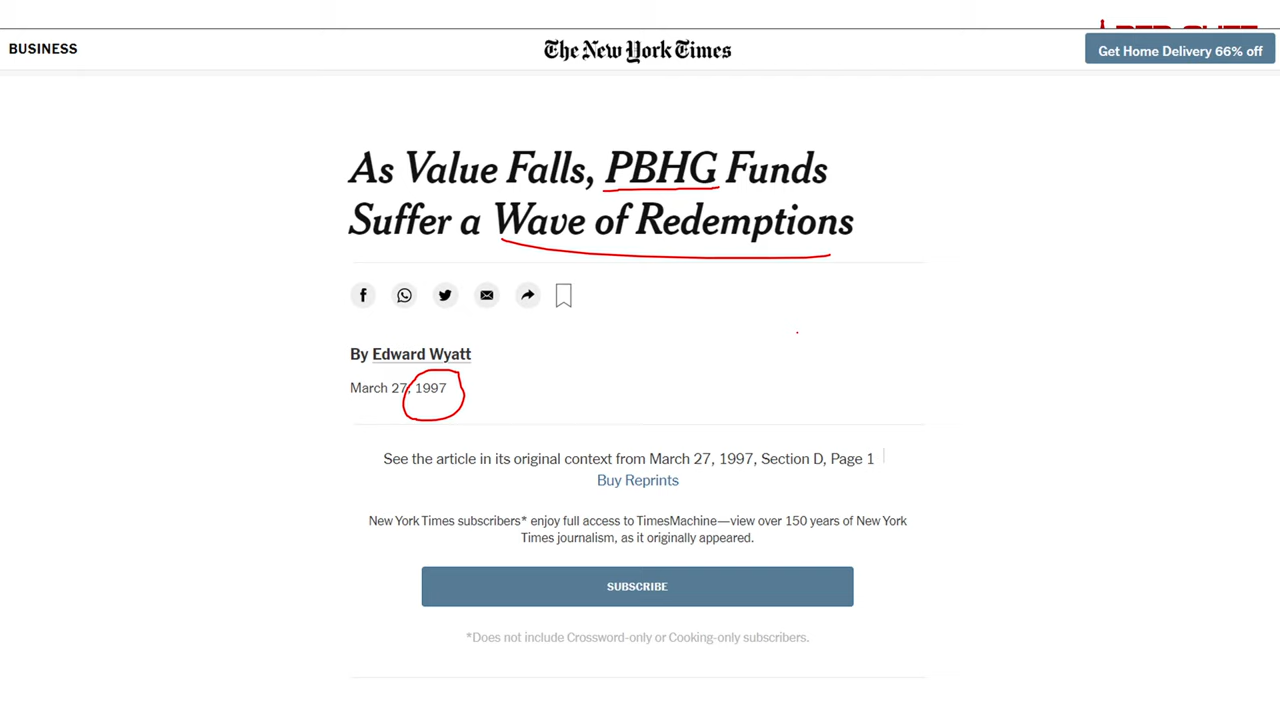 BUSINESS
The New York Times
Get Home Delivery 66% off
As Value Falls, PBHG Funds
Suffer a Wave of Redemptions
By Edward Wyatt
March 27, 1997
See the article in its original context from March 27, 1997, Section D, Page 1
Buy Reprints
New York Times subscribers* enjoy full access to TimesMachine—view over 150 years of New York
Times journalism, as it originally appeared.
SUBSCRIBE
*Does not include Crossword-only or Cooking-only subscribers.